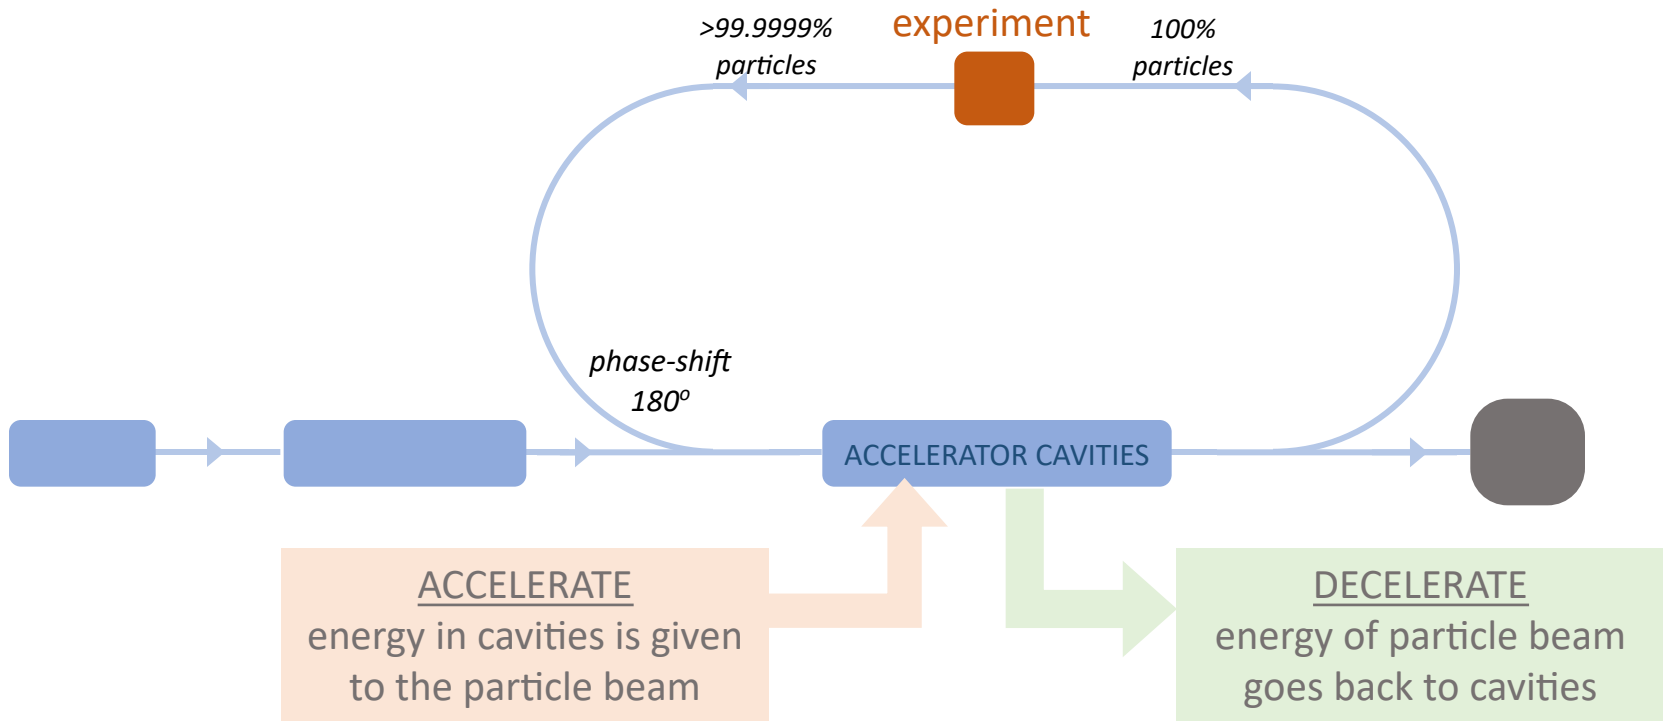 >99.9999%
particles
experiment
100%
particles
phase-shift
180º
ACCELERATOR CAVITIES
ACCELERATE
energy in cavities is given
to the particle beam
DECELERATE
energy of particle beam
goes back to cavities